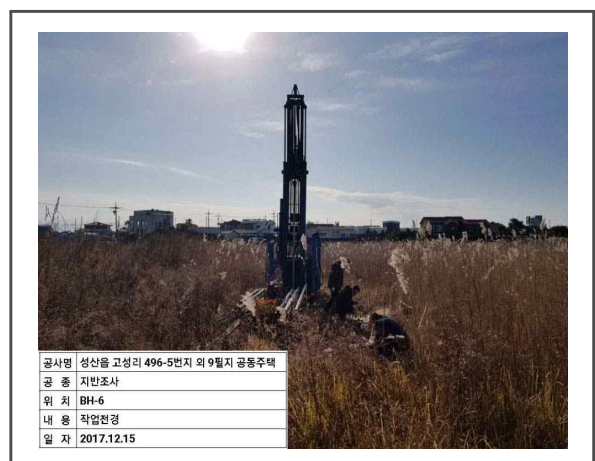 공사명 성산읍 고성리 496-5번지 외 9필지 공동주택
공 종 지반조사
위 치 BH-6
내 용 작업전경
일 자 2017.12.15